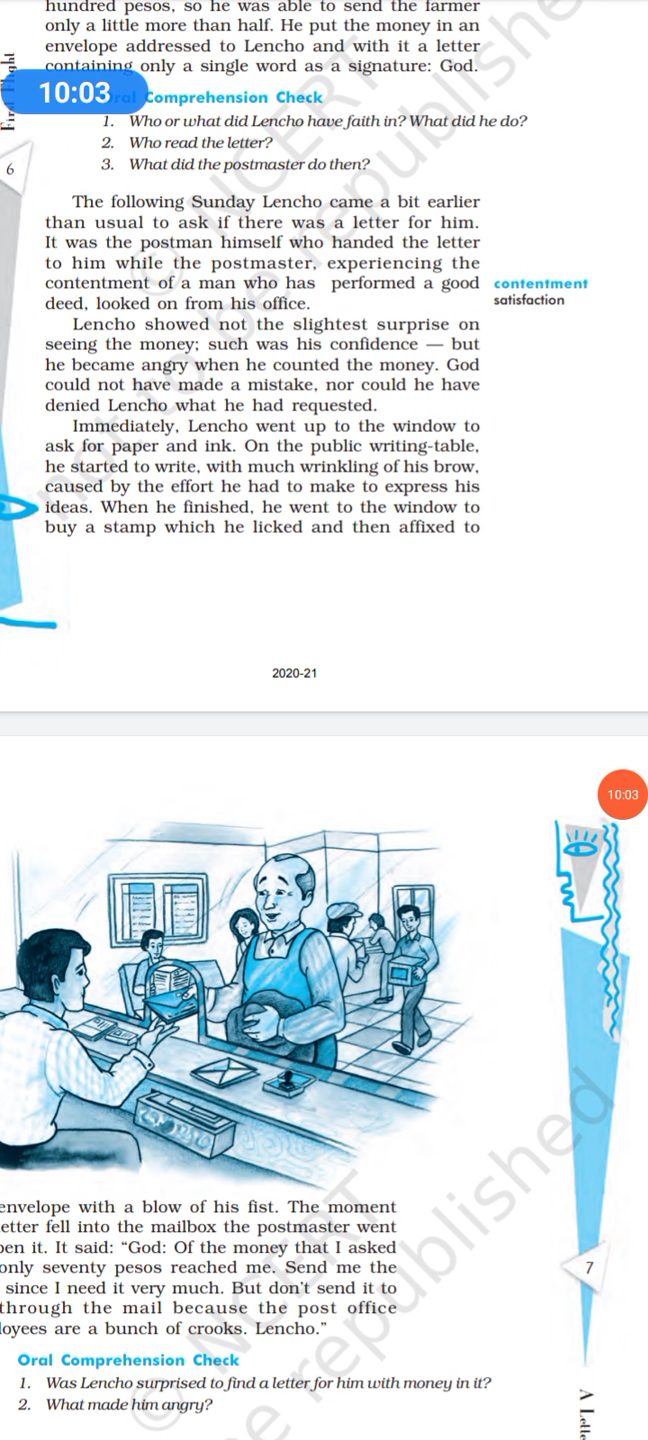 hundred pesos, so he was able to send the farmer
only a little more than half. He put the money in an
envelope addressed to Lencho and with it a letter
containing only a single word as a signature: God.
10:03
Comprehension Check
1. Who or what did Lencho have faith in? What did he do?
2. Who read the letter?
3. What did the postmaster do then?
6
The following Sunday Lencho came a bit earlier
than usual to ask if there was a letter for him.
It was the postman himself who handed the letter
to him while the postmaster, experiencing the
contentment of a man who has performed a good
deed, looked on from his office.
contentment
satisfaction
Lencho showed not the slightest surprise on
seeing the money; such was his confidence — but
he became angry when he counted the money. God
could not have made a mistake, nor could he have
denied Lencho what he had requested.
Immediately, Lencho went up to the window to
ask for paper and ink. On the public writing-table,
he started to write, with much wrinkling of his brow,
caused by the effort he had to make to express his
ideas. When he finished, he went to the window to
buy a stamp which he licked and then affixed to
© NCERT
not to be republished
2020-21
10:03
envelope with a blow of his fist. The moment
etter fell into the mailbox the postmaster went
pen it. It said: “God: Of the money that I asked
only seventy pesos reached me. Send me the
since I need it very much. But don’t send it to
through the mail because the post office
loyees are a bunch of crooks. Lencho.”
7
Oral Comprehension Check
1. Was Lencho surprised to find a letter for him with money in it?
2. What made him angry?
A Lette
© NCERT
e republished